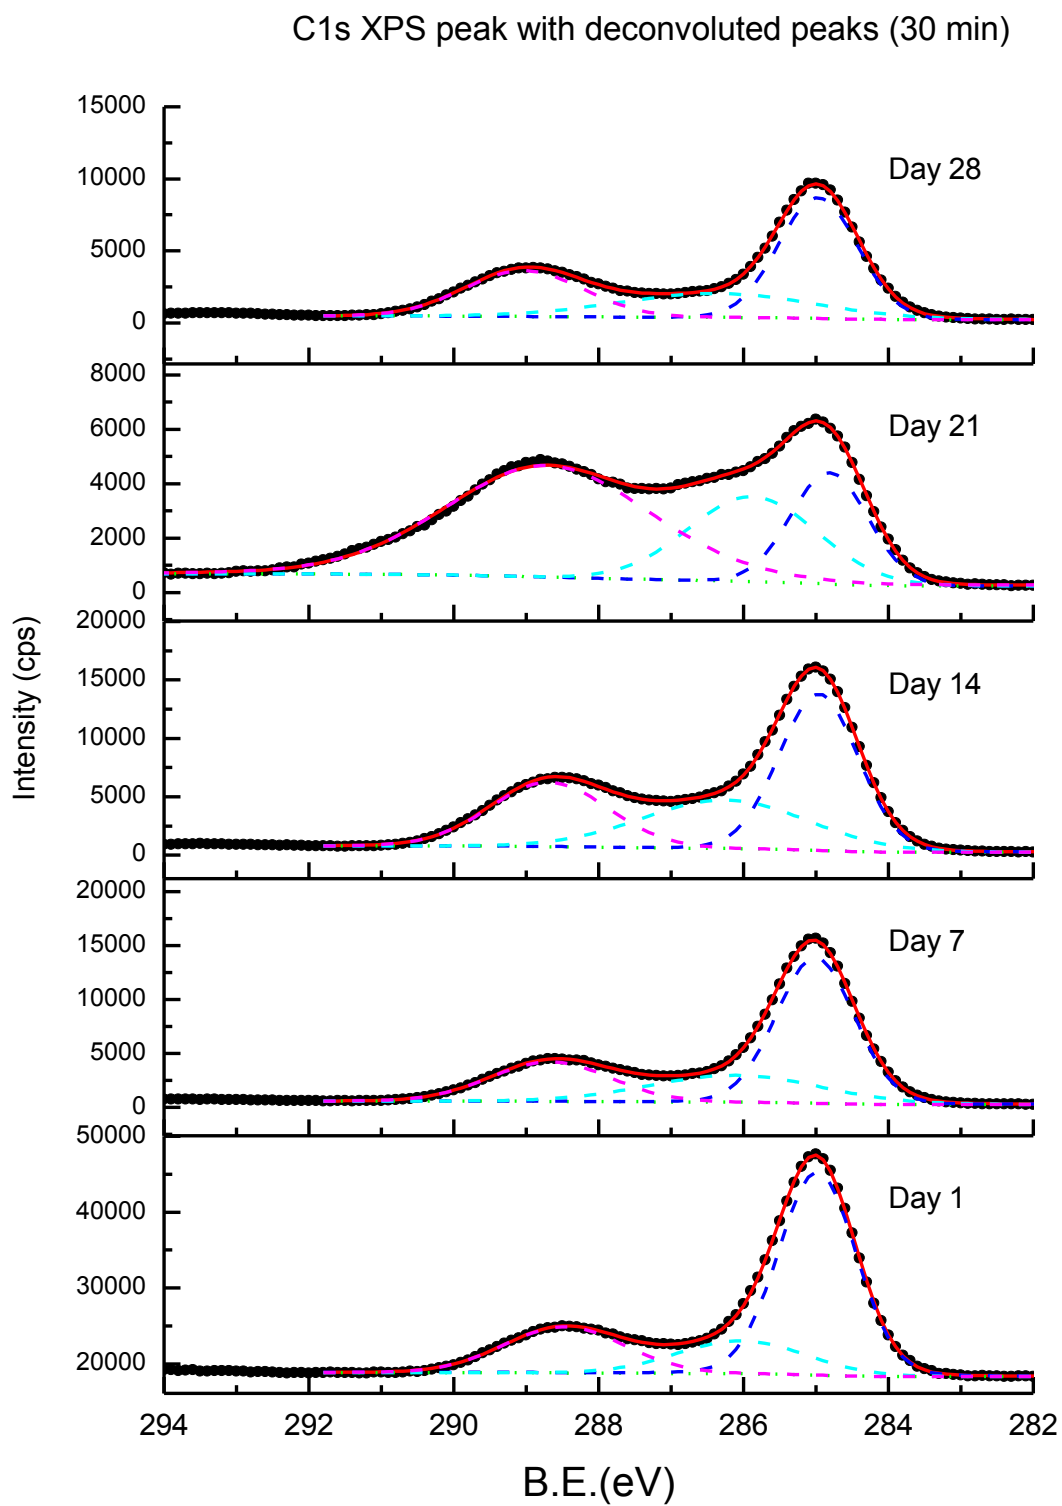 C1s XPS peak with deconvoluted peaks (30 min)
15000
10000
5000
0
Day 28
8000
6000
4000
2000
0
Day 21
20000
15000
10000
5000
0
Day 14
20000
15000
10000
5000
0
Day 7
50000
40000
30000
20000
Day 1
Intensity (cps)
294 292 290 288 286 284 282
B.E.(eV)